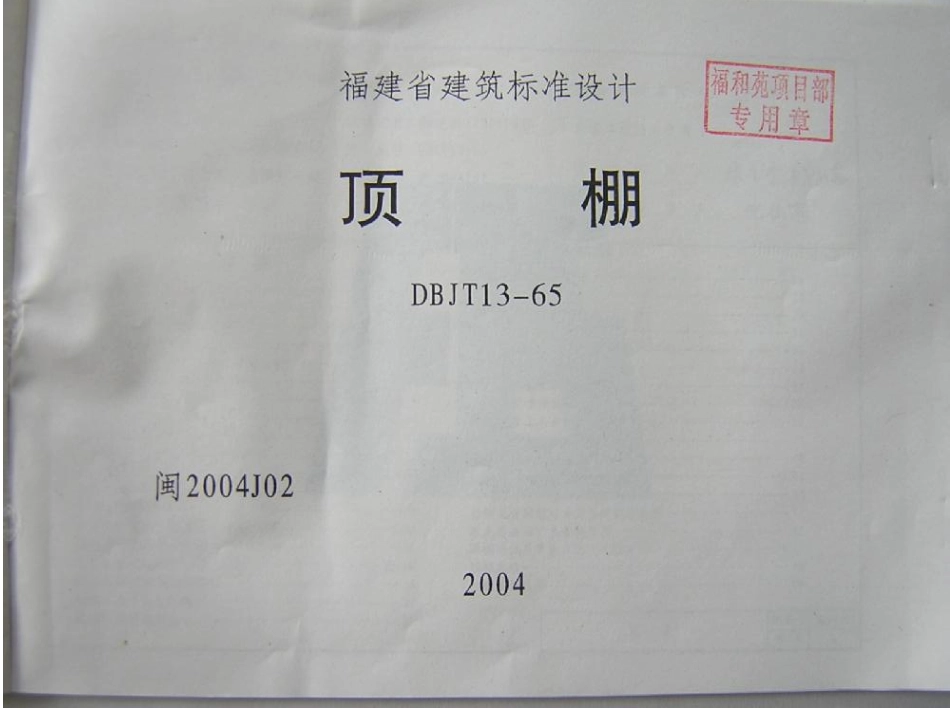 福建省建筑标准设计
福和苑项目部
专用章
顶 棚
DBJT13-65
闽2004J02
2004